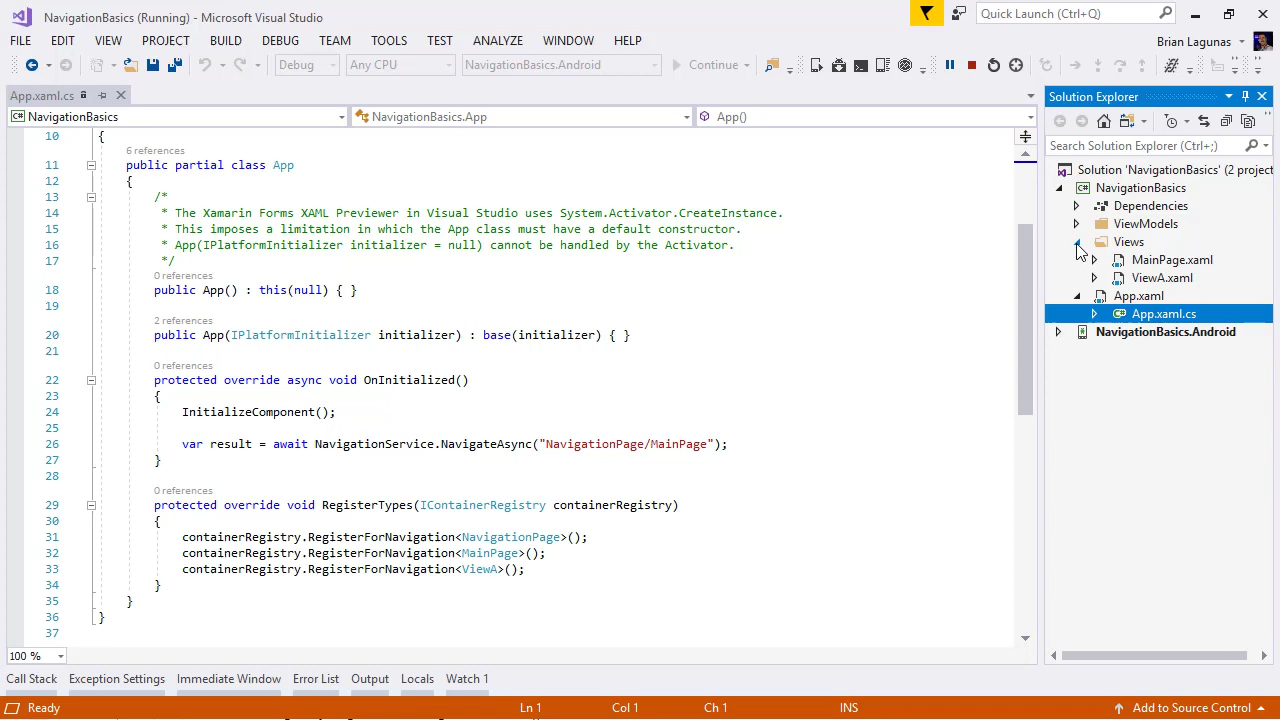 NavigationBasics (Running) - Microsoft Visual Studio
Quick Launch (Ctrl+Q)
FILE EDIT VIEW PROJECT BUILD DEBUG TEAM TOOLS TEST ANALYZE WINDOW HELP
Brian Lagunas
Debug Any CPU NavigationBasics.Android Continue
App.xaml.cs
NavigationBasics NavigationBasics.App App()
10 {
6 references
11 public partial class App
12 {
13 /*
14 * The Xamarin Forms XAML Previewer in Visual Studio uses System.Activator.CreateInstance.
15 * This imposes a limitation in which the App class must have a default constructor.
16 * App(IPlatformInitializer initializer = null) cannot be handled by the Activator.
17 */
0 references
18 public App() : this(null) { }
19
2 references
20 public App(IPlatformInitializer initializer) : base(initializer) { }
21
0 references
22 protected override async void OnInitialized()
23 {
24 InitializeComponent();
25
26 var result = await NavigationService.NavigateAsync("NavigationPage/MainPage");
27 }
28
0 references
29 protected override void RegisterTypes(IContainerRegistry containerRegistry)
30 {
31 containerRegistry.RegisterForNavigation<NavigationPage>();
32 containerRegistry.RegisterForNavigation<MainPage>();
33 containerRegistry.RegisterForNavigation<ViewA>();
34 }
35 }
36 }
37
100 %
Solution Explorer
Search Solution Explorer (Ctrl+;)
Solution 'NavigationBasics' (2 project
NavigationBasics
Dependencies
ViewModels
Views
MainPage.xaml
ViewA.xaml
App.xaml
App.xaml.cs
NavigationBasics.Android
Call Stack Exception Settings Immediate Window Error List Output Locals Watch 1
Ready Ln 1 Col 1 Ch 1 INS Add to Source Control